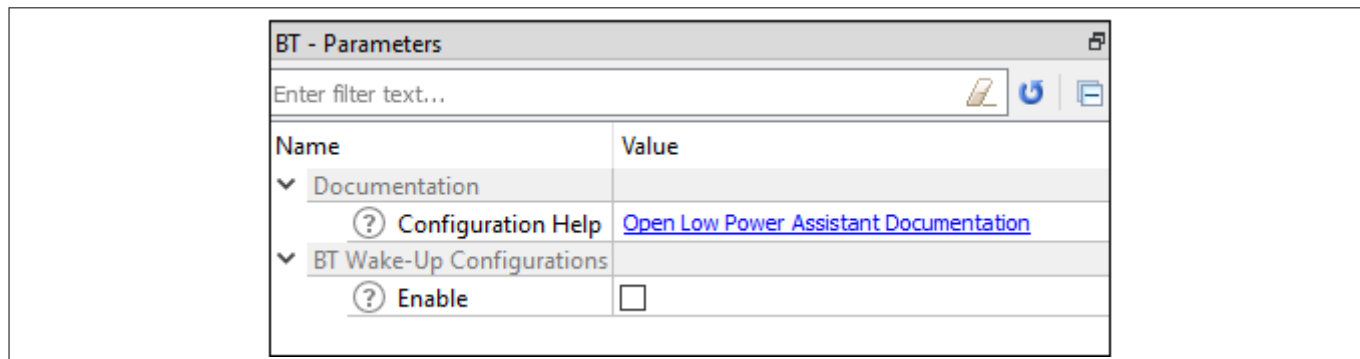 BT - Parameters
Enter filter text...
Name Value
Documentation
? Configuration Help Open Low Power Assistant Documentation
BT Wake-Up Configurations
? Enable